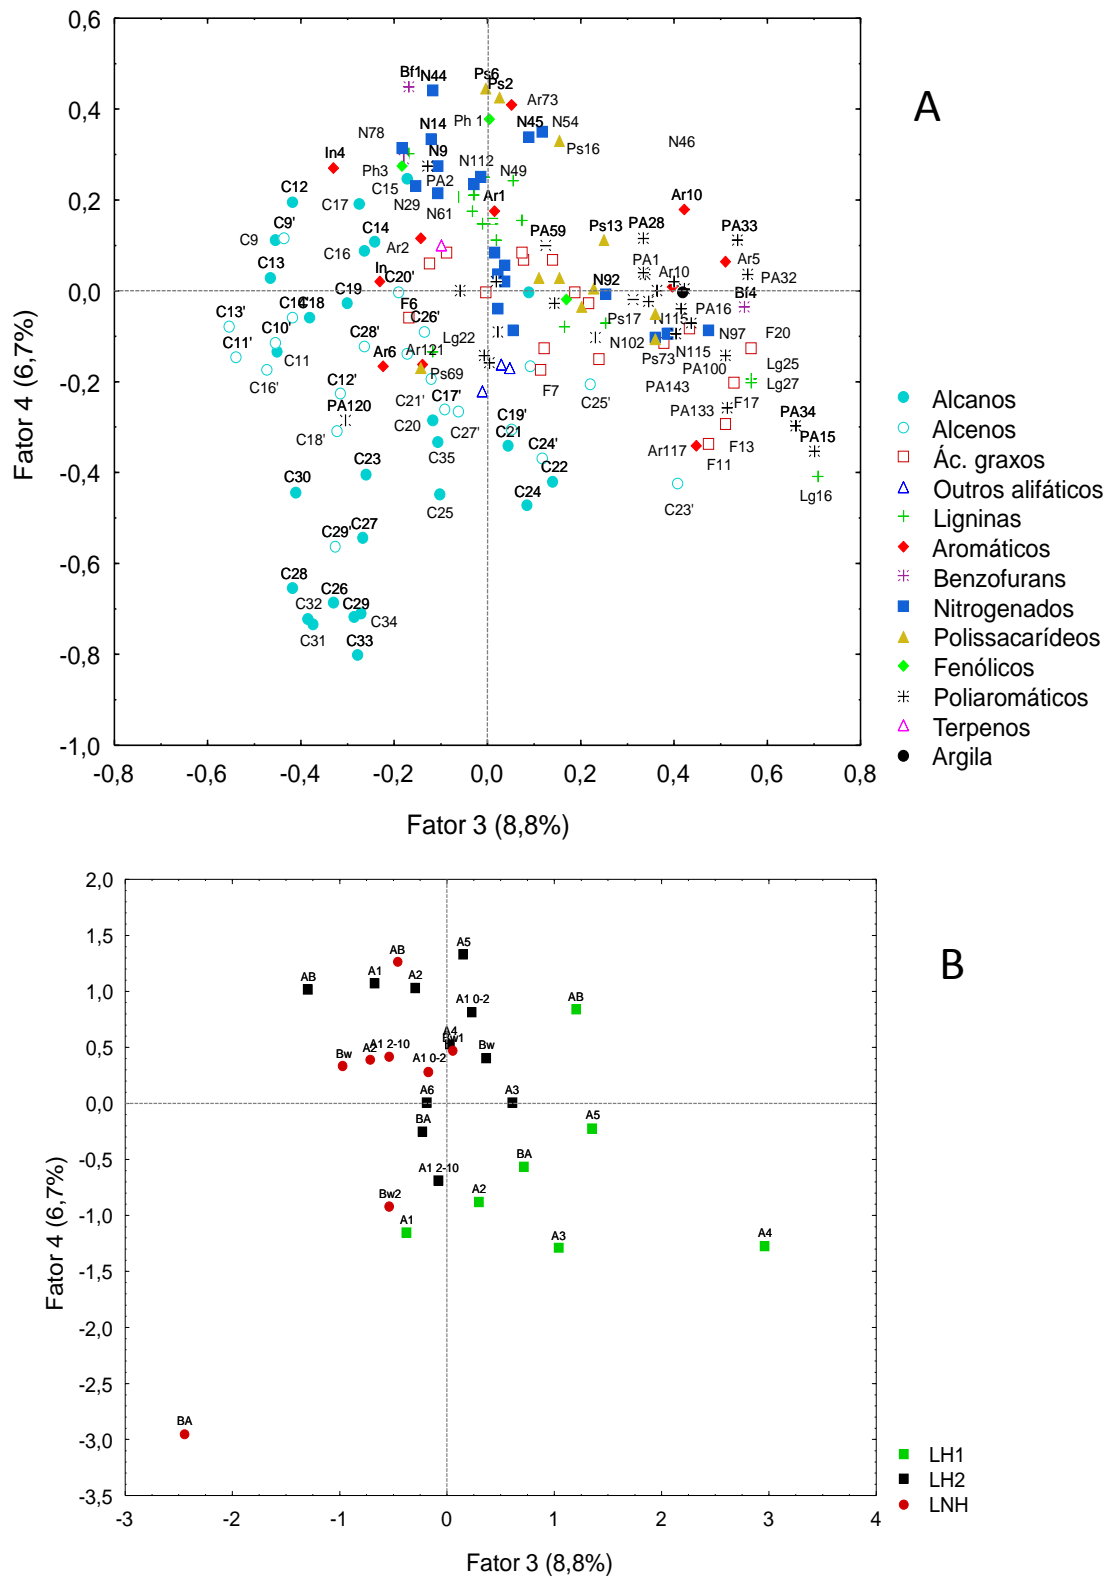 0,6
0,4
0,2
0,0
-0,2
-0,4
-0,6
-0,8
-1,0
Fator 4 (6,7%)
A
Bf1
N44
Ps6
Ps2
Ar73
N78
N14
Ph 1
N45
N54
N46
N9
Ps16
In4
Ph3
PA2
N112
N49
C12
C15
C17
N29
N61
Ar1
Ar10
C9'
C9
C14
PA59
Ps13
PA28
PA33
C16
Ar2
C13
In
C20'
PA1
Ar10
Ar5
PA32
N92
C13'
C10'
C18
C19
F6
C26'
Ps17
N115
PA16
Bf4
C11'
C10'
C11
C28'
Lg22
Ar121
N102
N97
F20
C16'
Ar6
Ps69
Ps73
N115
PA100
Lg25
C12'
C21'
C17'
F7
C25'
PA143
Lg27
PA120
C18'
C20
C27'
C19'
PA133
F17
PA34
C35
C21
C24'
Ar117
F13
PA15
C30
C23
C22
F11
C25
C24
C23'
Lg16
C29'
C27
C28
C26
C32
C29
C31
C34
C33
Alcanos
Alcenos
Ác. graxos
Outros alifáticos
Ligninas
Aromáticos
Benzofurans
Nitrogenados
Polissacarídeos
Fenólicos
Poliaromáticos
Terpenos
Argila
-0,8 -0,6 -0,4 -0,2 0,0 0,2 0,4 0,6 0,8
Fator 3 (8,8%)
2,0
1,5
1,0
0,5
0,0
-0,5
-1,0
-1,5
-2,0
-2,5
-3,0
-3,5
Fator 4 (6,7%)
B
AB
A5
AB
A1
A2
A1 0-2
AB
A4
Bw1
Bw
A2
A1 2-10
A1 0-2
Bw
A6
A3
BA
A5
BA
A1 2-10
Bw2
A2
A1
A3
A4
BA
LH1
LH2
LNH
-3 -2 -1 0 1 2 3 4
Fator 3 (8,8%)